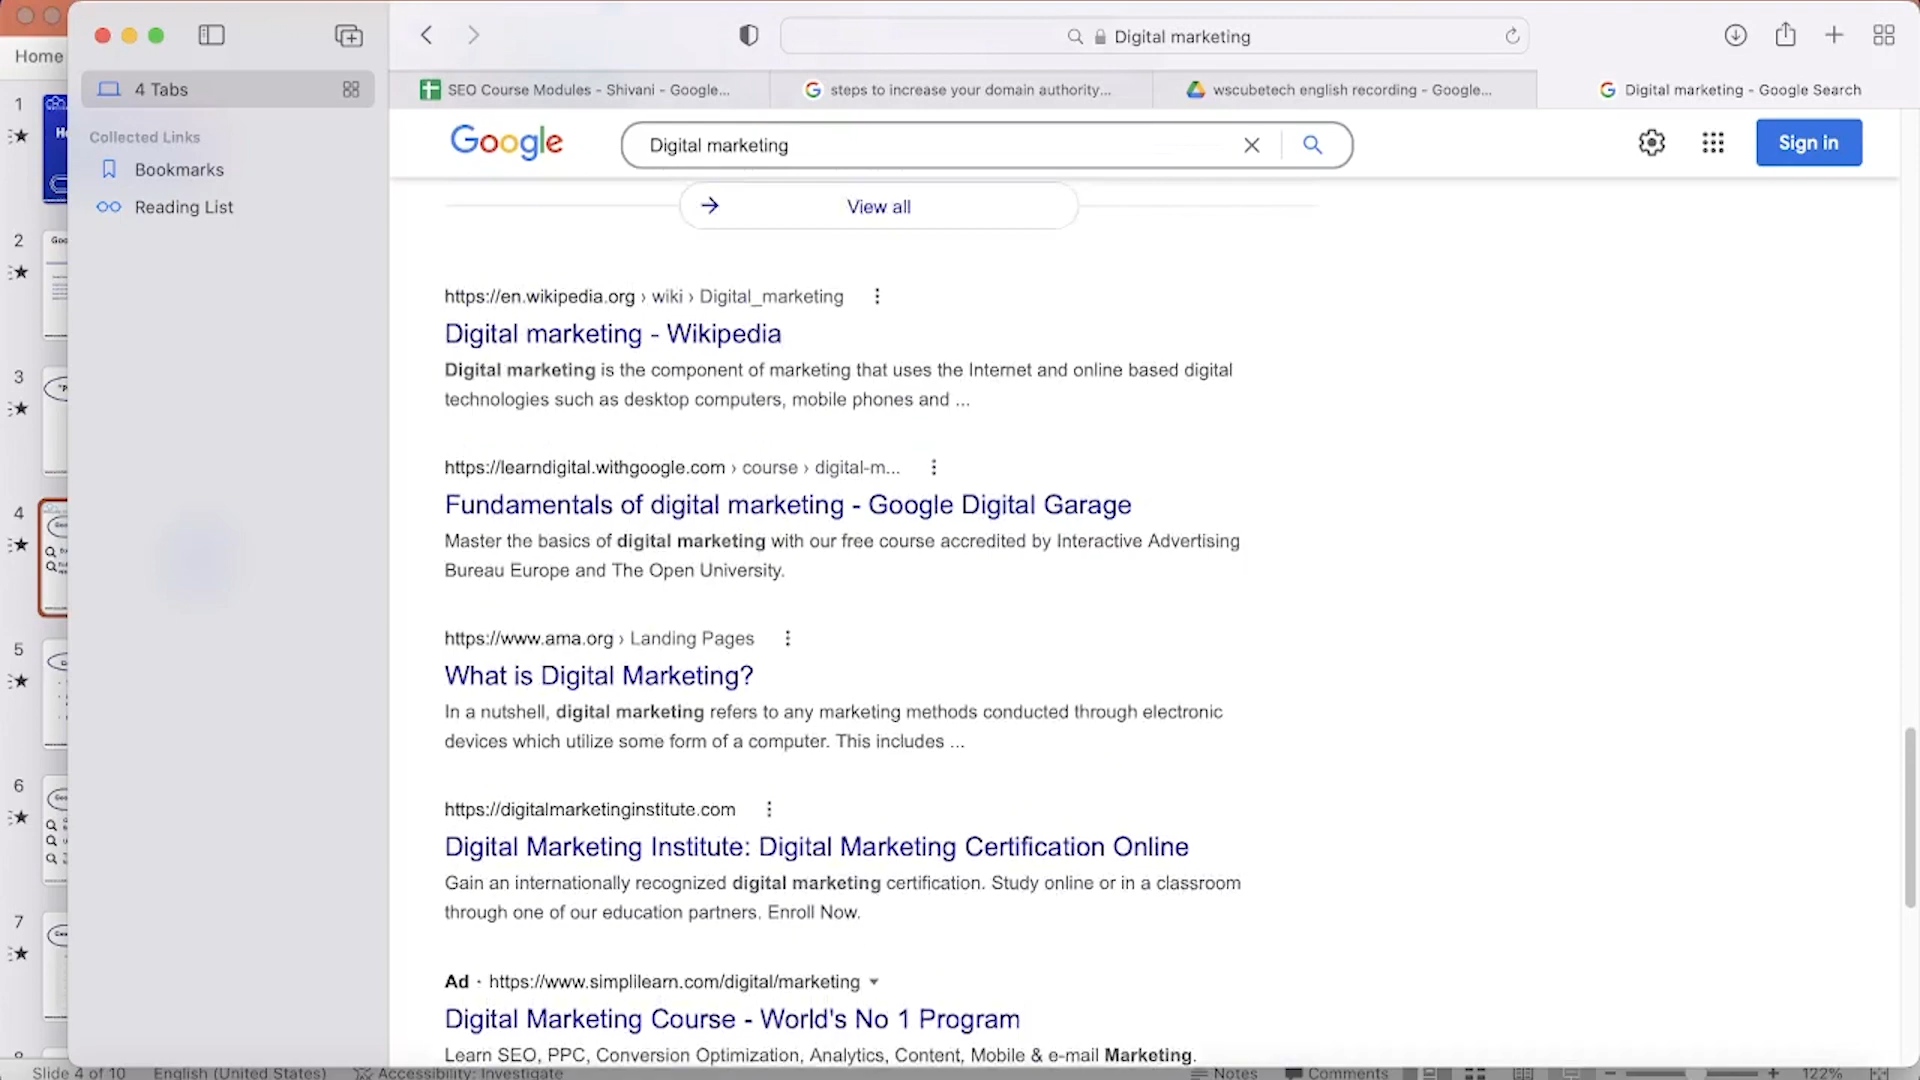 Digital marketing
Home
4 Tabs
SEO Course Modules - Shivani - Google...
steps to increase your domain authority...
wscubetech english recording - Google...
Digital marketing - Google Search
Collected Links
Bookmarks
Reading List
Google
Digital marketing
Sign in
View all
https://en.wikipedia.org › wiki › Digital_marketing
Digital marketing - Wikipedia
Digital marketing is the component of marketing that uses the Internet and online based digital
technologies such as desktop computers, mobile phones and ...
https://learndigital.withgoogle.com › course › digital-m...
Fundamentals of digital marketing - Google Digital Garage
Master the basics of digital marketing with our free course accredited by Interactive Advertising
Bureau Europe and The Open University.
https://www.ama.org › Landing Pages
What is Digital Marketing?
In a nutshell, digital marketing refers to any marketing methods conducted through electronic
devices which utilize some form of a computer. This includes ...
https://digitalmarketinginstitute.com
Digital Marketing Institute: Digital Marketing Certification Online
Gain an internationally recognized digital marketing certification. Study online or in a classroom
through one of our education partners. Enroll Now.
Ad · https://www.simplilearn.com/digital/marketing
Digital Marketing Course - World's No 1 Program
Learn SEO, PPC, Conversion Optimization, Analytics, Content, Mobile & e-mail Marketing.
1
2
3
4
5
6
7
Slide 4 of 10 English (United States) Accessibility: Investigate Notes Comments 122%